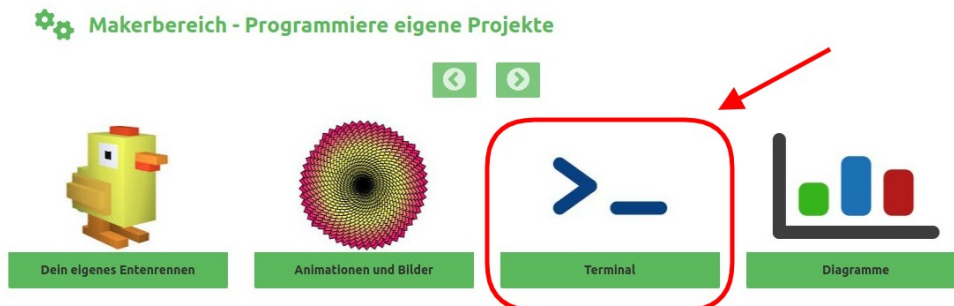 Makerbereich - Programmiere eigene Projekte
Dein eigenes Entenrennen
Animationen und Bilder
Terminal
Diagramme